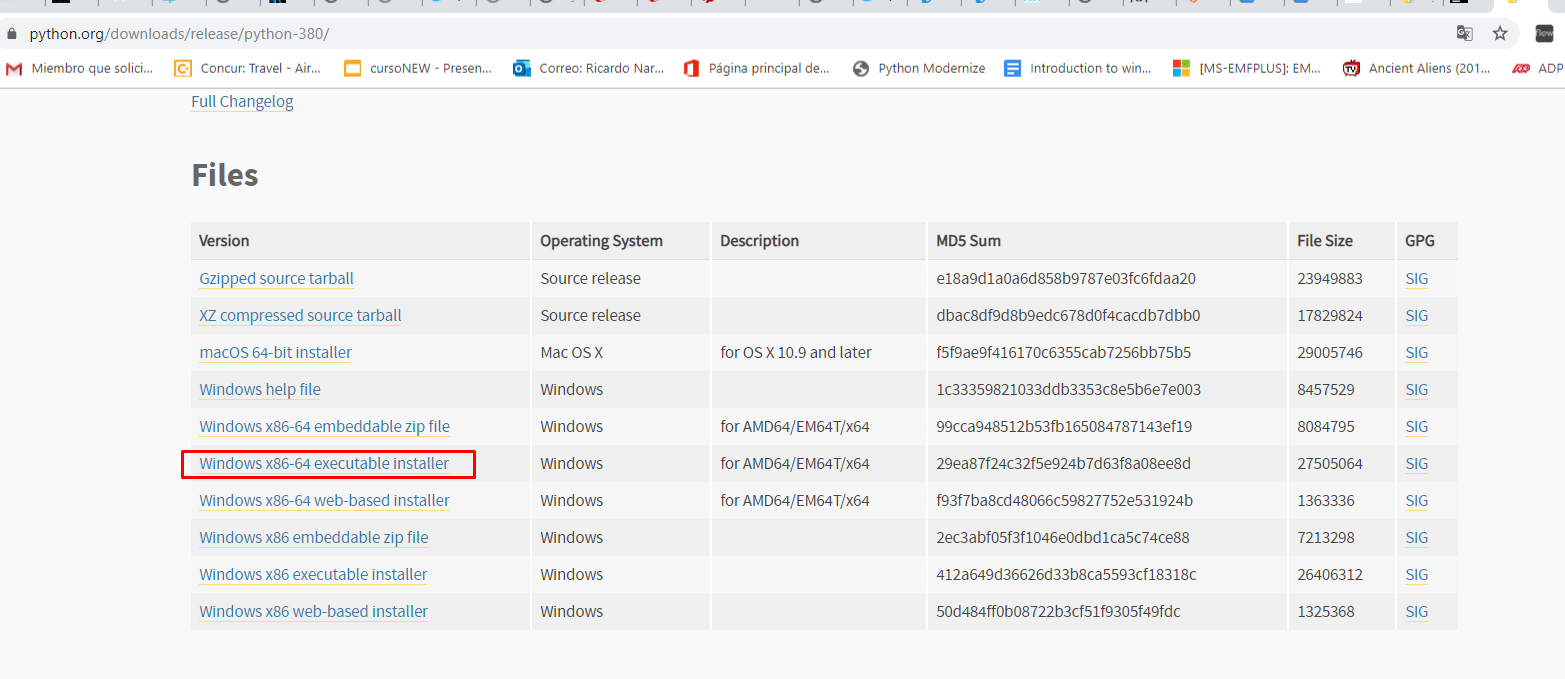 python.org/downloads/release/python-380/
Miembro que solici... Concur: Travel - Air... cursoNEW - Presen... Correo: Ricardo Nar... Página principal de... Python Modernize Introduction to win... [MS-EMFPLUS]: EM... Ancient Aliens (201... ADP
Full Changelog
Files
Version Operating System Description MD5 Sum File Size GPG
Gzipped source tarball Source release e18a9d1a0a6d858b9787e03fc6fdaa20 23949883 SIG
XZ compressed source tarball Source release dbac8df9d8b9edc678d0f4cacdb7dbb0 17829824 SIG
macOS 64-bit installer Mac OS X for OS X 10.9 and later f5f9ae9f416170c6355cab7256bb75b5 29005746 SIG
Windows help file Windows 1c33359821033ddb3353c8e5b6e7e003 8457529 SIG
Windows x86-64 embeddable zip file Windows for AMD64/EM64T/x64 99cca948512b53fb165084787143ef19 8084795 SIG
Windows x86-64 executable installer Windows for AMD64/EM64T/x64 29ea87f24c32f5e924b7d63f8a08ee8d 27505064 SIG
Windows x86-64 web-based installer Windows for AMD64/EM64T/x64 f93f7ba8cd48066c59827752e531924b 1363336 SIG
Windows x86 embeddable zip file Windows 2ec3abf05f3f1046e0dbd1ca5c74ce88 7213298 SIG
Windows x86 executable installer Windows 412a649d36626d33b8ca5593cf18318c 26406312 SIG
Windows x86 web-based installer Windows 50d484ff0b08722b3cf51f9305f49fdc 1325368 SIG